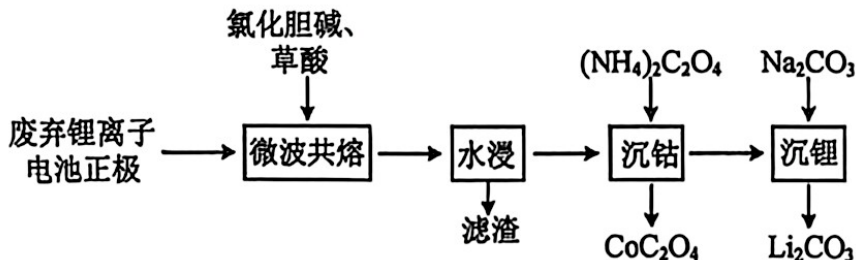 氯化胆碱、
草酸
(NH₄)₂C₂O₄
Na₂CO₃
废弃锂离子
电池正极
微波共熔
水浸
沉钴
沉锂
滤渣
CoC₂O₄
Li₂CO₃